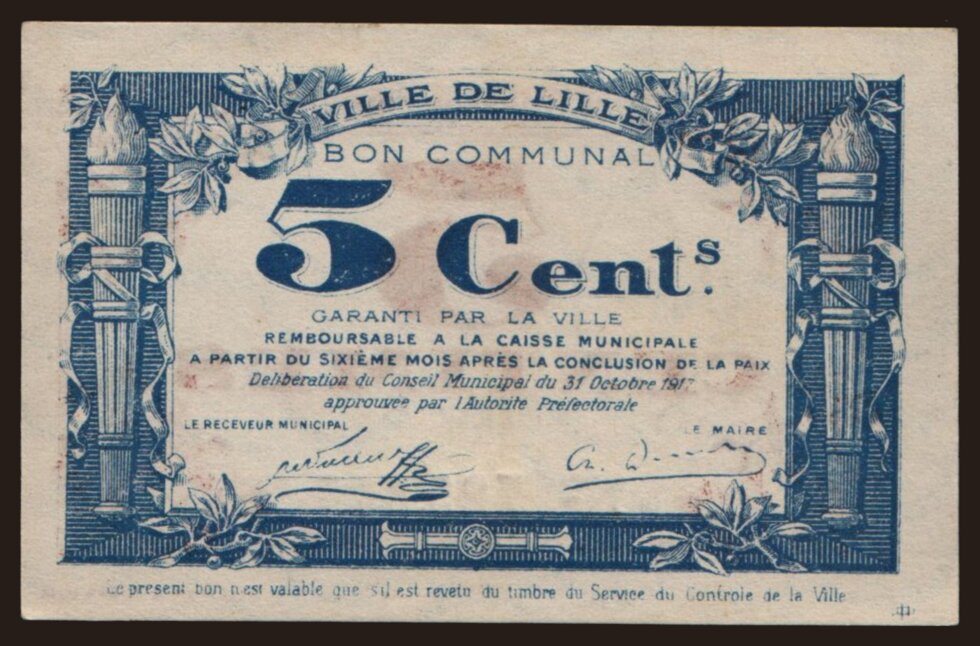 VILLE DE LILLE
BON COMMUNAL
5 Cents.
GARANTI PAR LA VILLE
REMBOURSABLE A LA CAISSE MUNICIPALE
A PARTIR DU SIXIÈME MOIS APRÈS LA CONCLUSION DE LA PAIX
Deliberation du Conseil Municipal du 31 Octobre 1917
approuvée par l'Autorite Préfectorale
LE RECEVEUR MUNICIPAL
LE MAIRE
Le present bon n'est valable que s'il est revetu du timbre du Service du Controle de la Ville